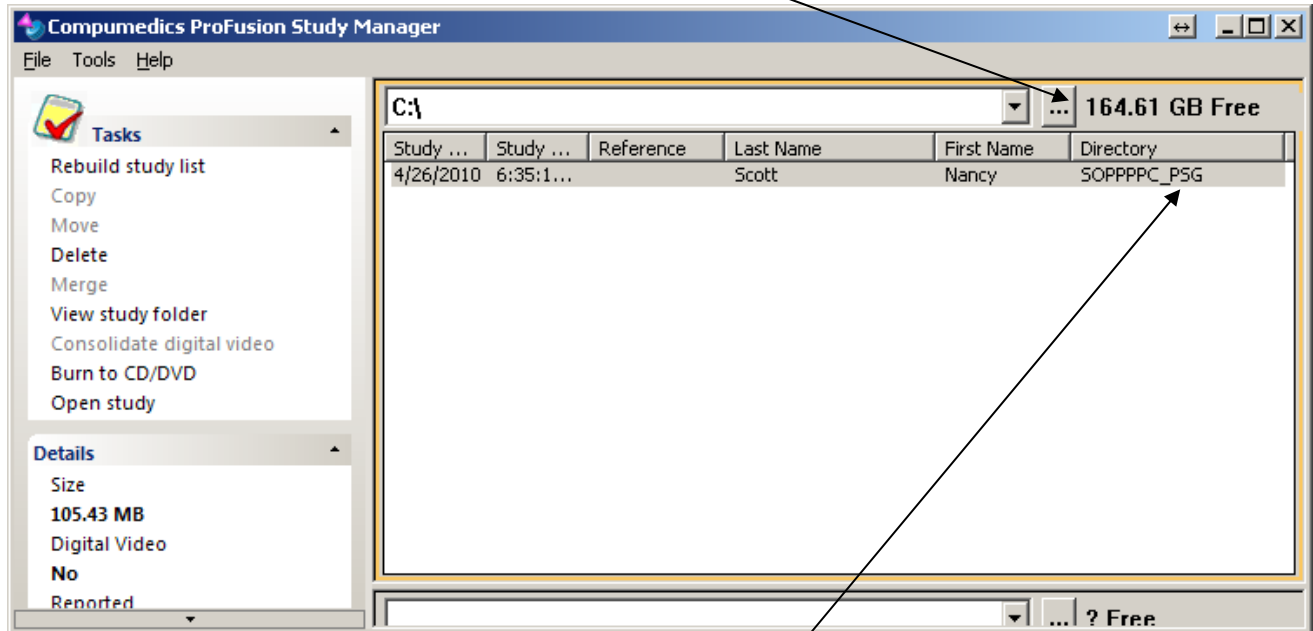 Compumedics ProFusion Study Manager
File Tools Help
Tasks
Rebuild study list
Copy
Move
Delete
Merge
View study folder
Consolidate digital video
Burn to CD/DVD
Open study
Details
Size
105.43 MB
Digital Video
No
Reported
C:\ ... 164.61 GB Free
Study ... Study ... Reference Last Name First Name Directory
4/26/2010 6:35:1... Scott Nancy SOPPPPC_PSG
... ? Free